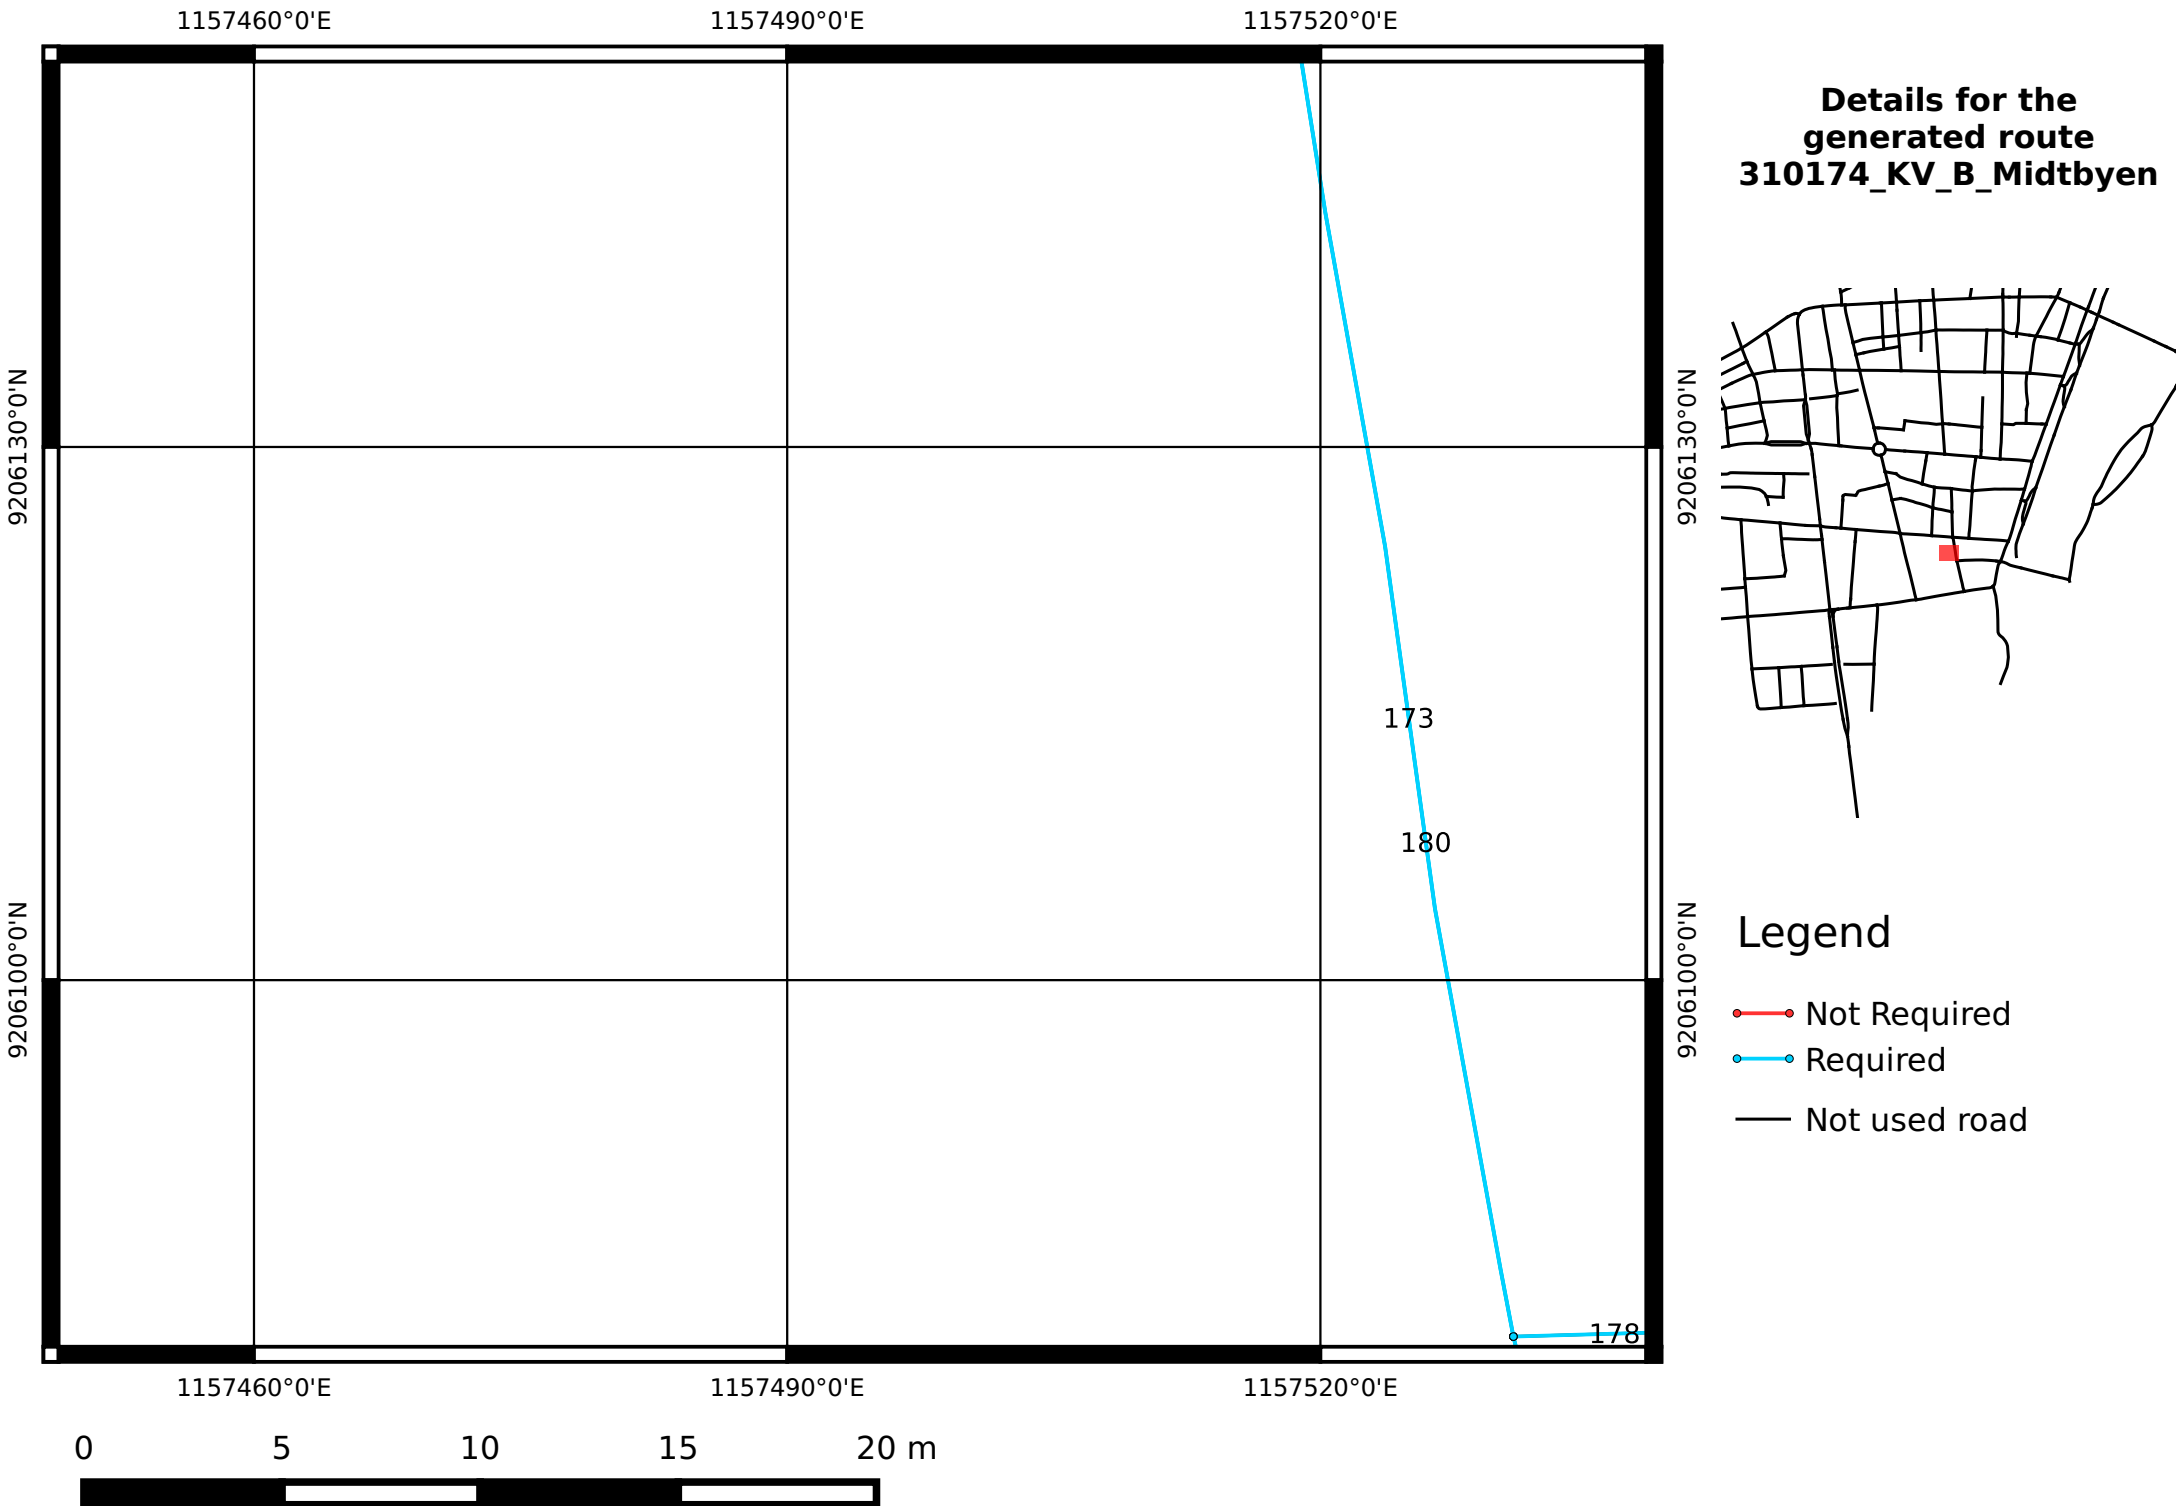 1157460°0'E 1157490°0'E 1157520°0'E
Details for the
generated route
310174_KV_B_Midtbyen
9206130°0'N 9206130°0'N
173
180
9206100°0'N 9206100°0'N
Legend
Not Required
Required
Not used road
178
1157460°0'E 1157490°0'E 1157520°0'E
0 5 10 15 20 m